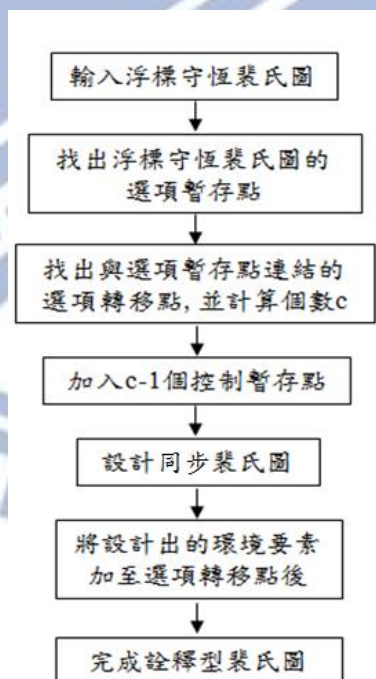 輸入浮標守恆裴氏圖
找出浮標守恆裴氏圖的
選項暫存點
找出與選項暫存點連結的
選項轉移點,並計算個數c
加入c-1個控制暫存點
設計同步裴氏圖
將設計出的環境要素
加至選項轉移點後
完成詮釋型裴氏圖